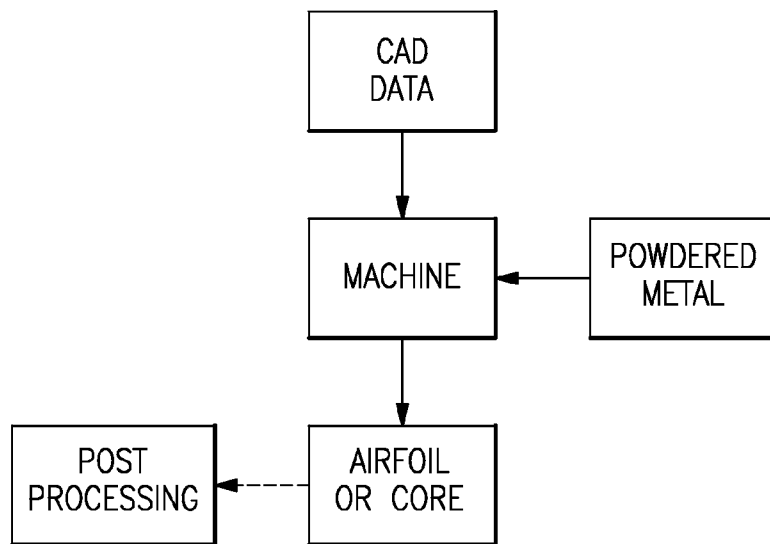 CAD
DATA
MACHINE
POWDERED
METAL
POST
PROCESSING
AIRFOIL
OR CORE